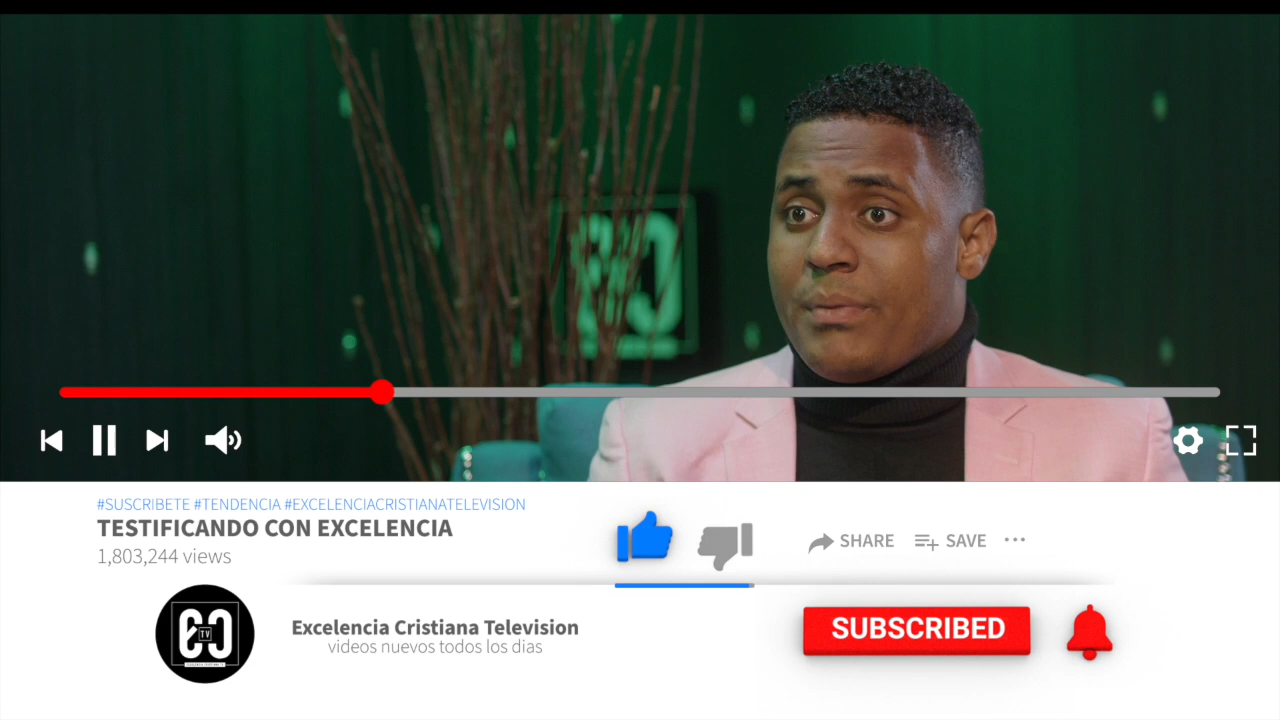 #SUSCRIBETE #TENDENCIA #EXCELENCIACRISTIANATELEVISION
TESTIFICANDO CON EXCELENCIA
1,803,244 views
SHARE
SAVE
TV
Excelencia Cristiana Television
videos nuevos todos los dias
SUBSCRIBED